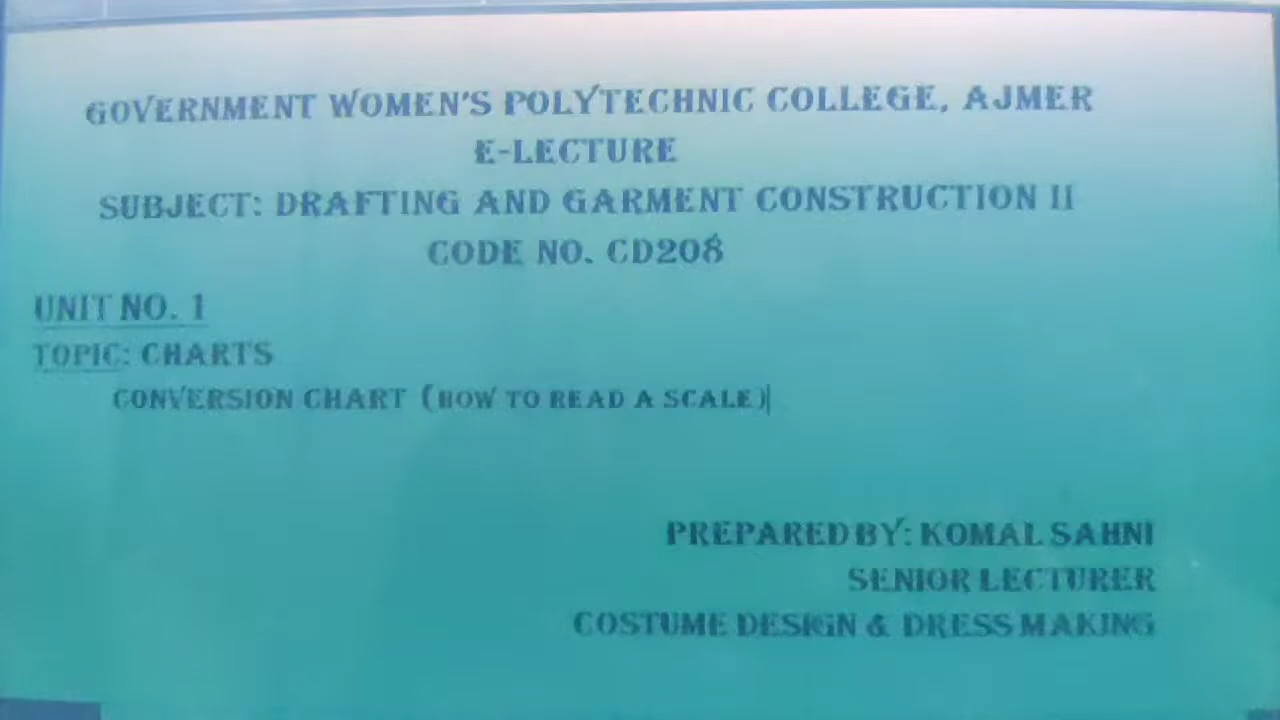 GOVERNMENT WOMEN'S POLYTECHNIC COLLEGE, AJMER
E-LECTURE
SUBJECT: DRAFTING AND GARMENT CONSTRUCTION II
CODE NO. CD208
UNIT NO. 1
TOPIC: CHARTS
CONVERSION CHART (HOW TO READ A SCALE)
PREPARED BY: KOMAL SAHNI
SENIOR LECTURER
COSTUME DESIGN & DRESS MAKING